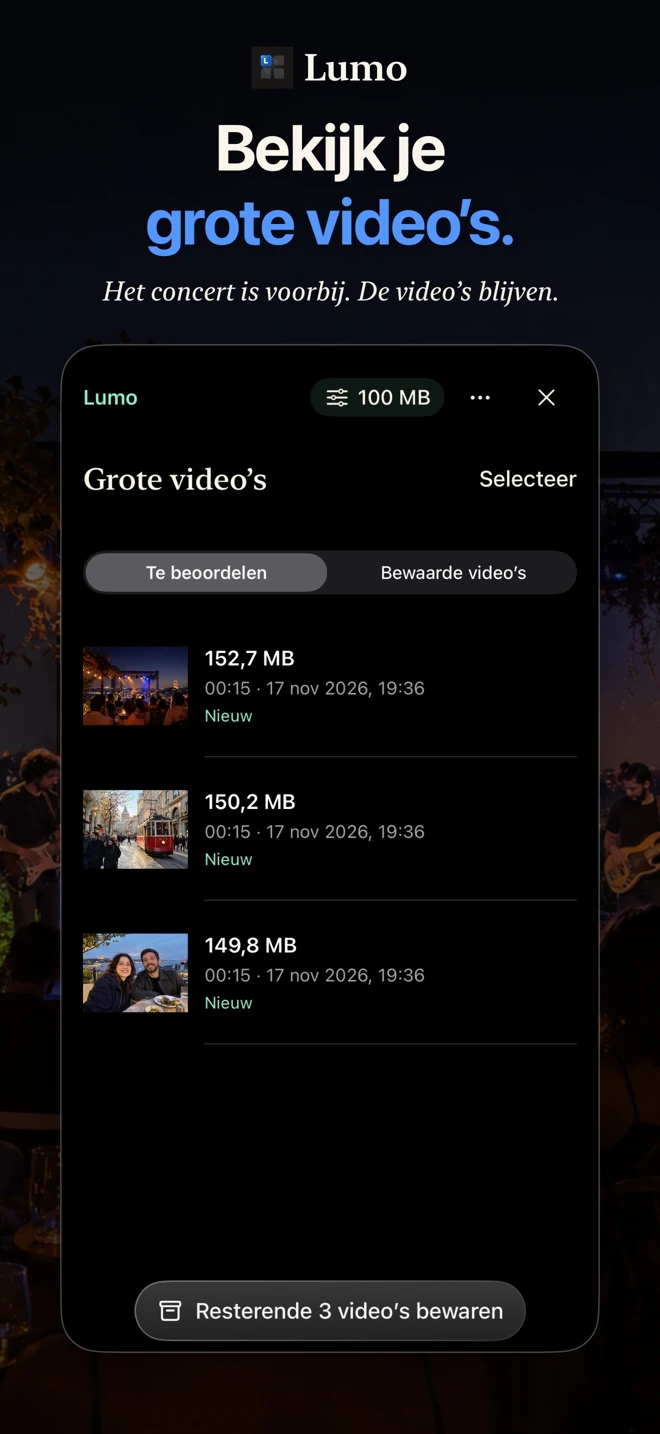 L
Lumo
Bekijk je
grote video’s.
Het concert is voorbij. De video’s blijven.
Lumo
100 MB
Grote video’s
Selecteer
Te beoordelen
Bewaarde video’s
152,7 MB
00:15 · 17 nov 2026, 19:36
Nieuw
150,2 MB
00:15 · 17 nov 2026, 19:36
Nieuw
149,8 MB
00:15 · 17 nov 2026, 19:36
Nieuw
Resterende 3 video’s bewaren